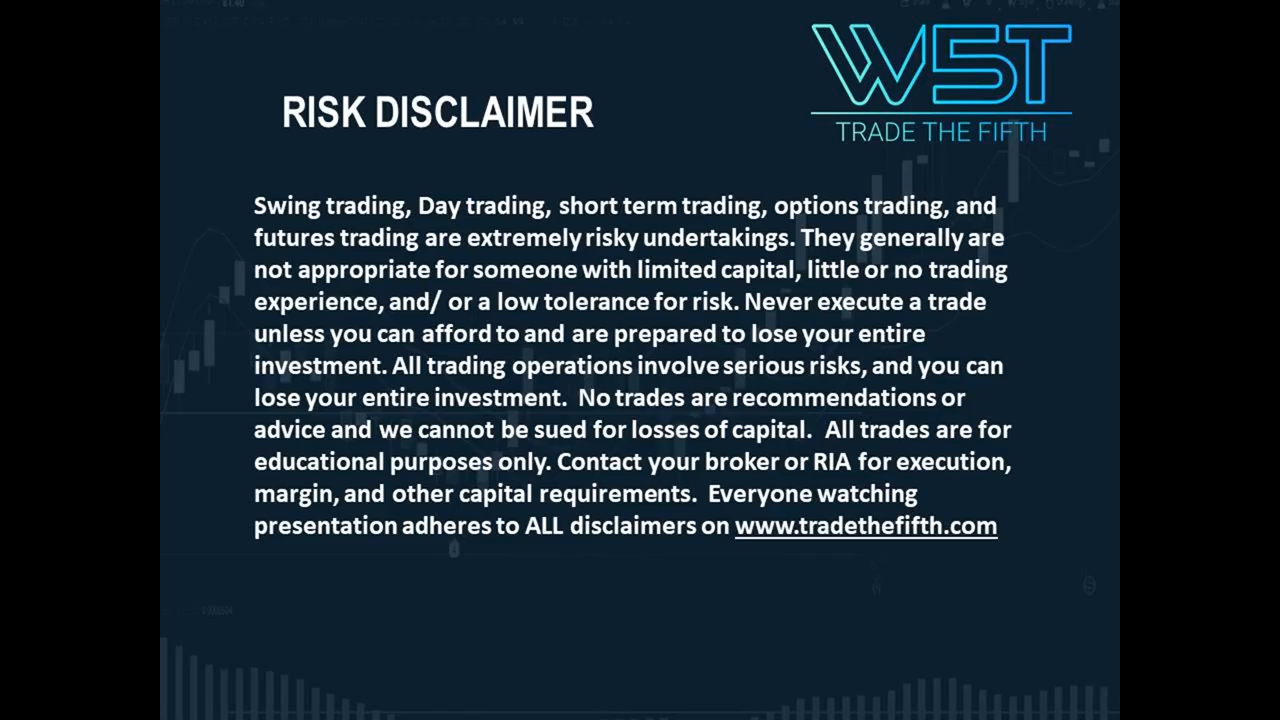 W5T
TRADE THE FIFTH
RISK DISCLAIMER
Swing trading, Day trading, short term trading, options trading, and
futures trading are extremely risky undertakings. They generally are
not appropriate for someone with limited capital, little or no trading
experience, and/ or a low tolerance for risk. Never execute a trade
unless you can afford to and are prepared to lose your entire
investment. All trading operations involve serious risks, and you can
lose your entire investment.  No trades are recommendations or
advice and we cannot be sued for losses of capital.  All trades are for
educational purposes only. Contact your broker or RIA for execution,
margin, and other capital requirements.  Everyone watching
presentation adheres to ALL disclaimers on www.tradethefifth.com